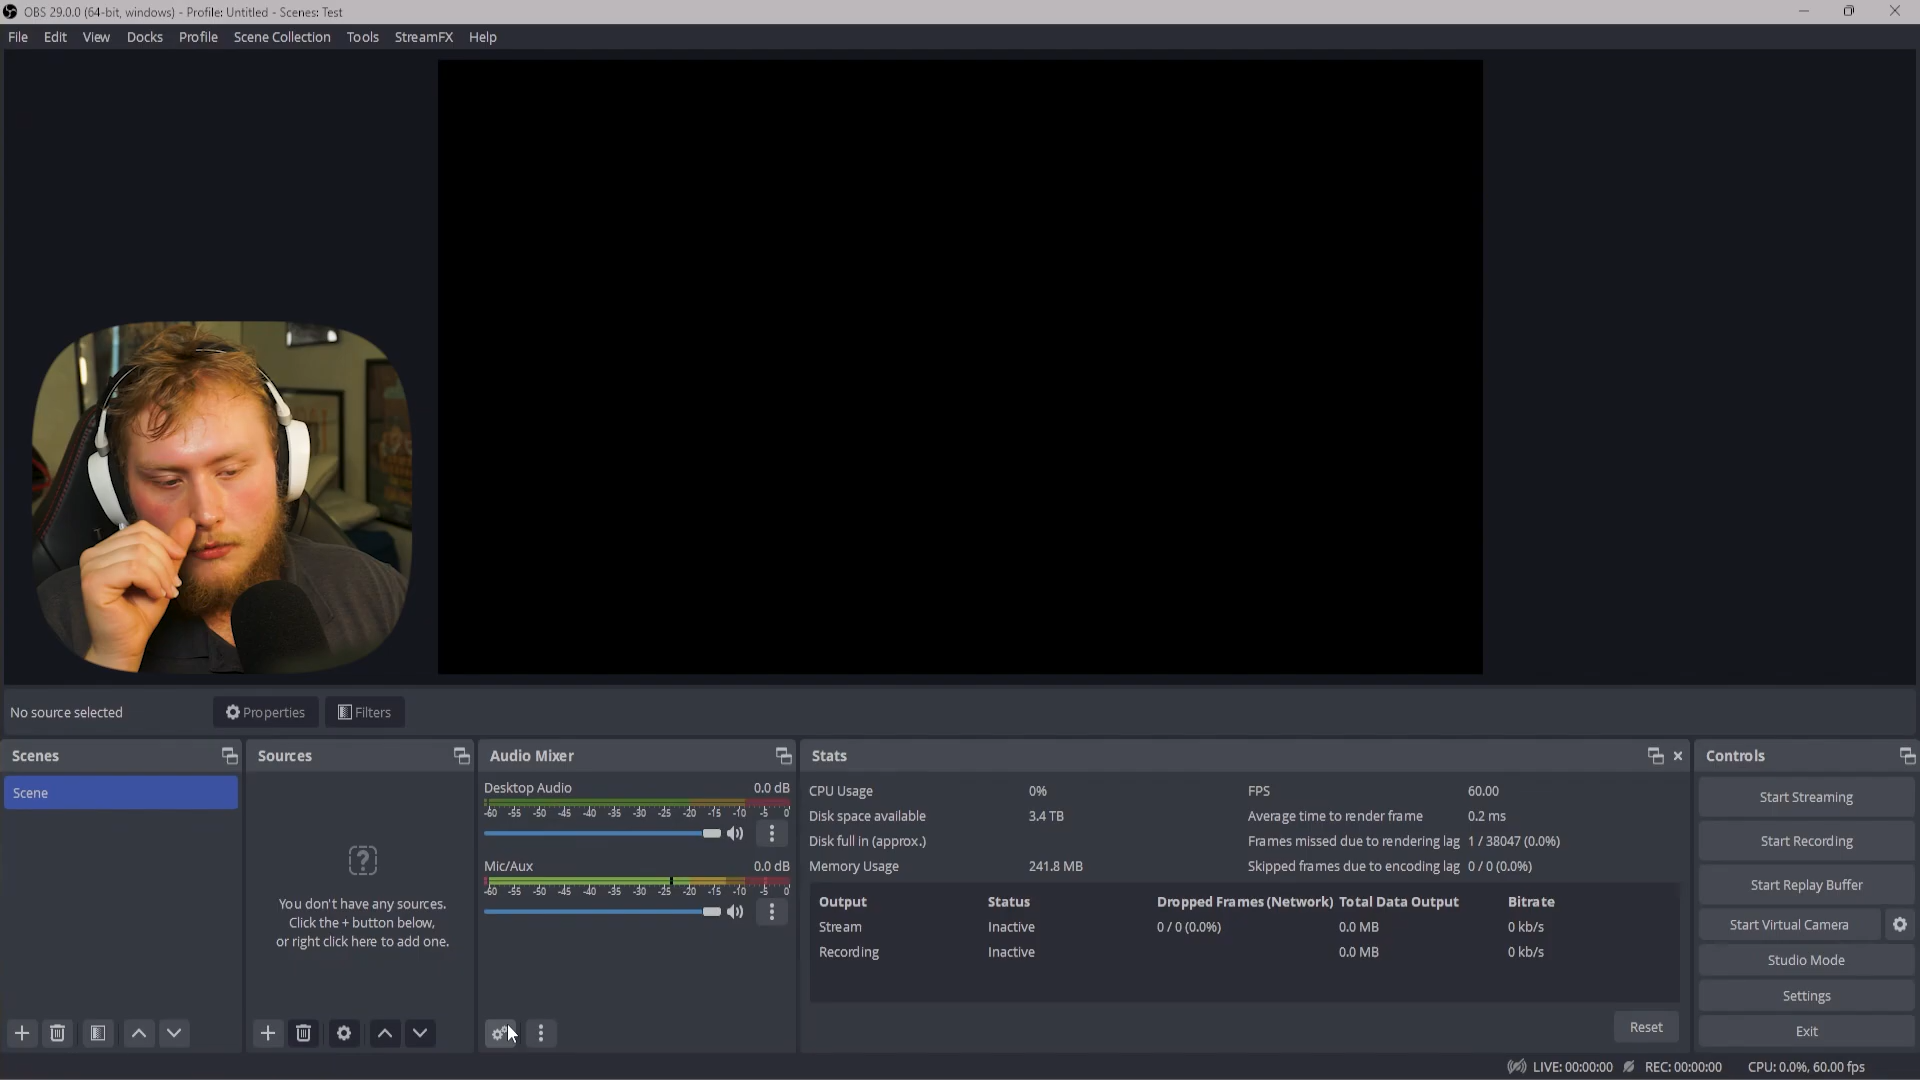 OBS 29.0.0 (64-bit, windows) - Profile: Untitled - Scenes: Test
File Edit View Docks Profile Scene Collection Tools StreamFX Help
No source selected Properties Filters
Scenes
Scene
Sources
You don't have any sources.
Click the + button below,
or right click here to add one.
Audio Mixer
Desktop Audio 0.0 dB
-60 -55 -50 -45 -40 -35 -30 -25 -20 -15 -10 -5 0
Mic/Aux 0.0 dB
-60 -55 -50 -45 -40 -35 -30 -25 -20 -15 -10 -5 0
Stats
CPU Usage 0% FPS 60.00
Disk space available 3.4 TB Average time to render frame 0.2 ms
Disk full in (approx.) Frames missed due to rendering lag 1 / 38047 (0.0%)
Memory Usage 241.8 MB Skipped frames due to encoding lag 0 / 0 (0.0%)
Output Status Dropped Frames (Network) Total Data Output Bitrate
Stream Inactive 0 / 0 (0.0%) 0.0 MB 0 kb/s
Recording Inactive 0.0 MB 0 kb/s
Reset
Controls
Start Streaming
Start Recording
Start Replay Buffer
Start Virtual Camera
Studio Mode
Settings
Exit
LIVE: 00:00:00 REC: 00:00:00 CPU: 0.0%, 60.00 fps